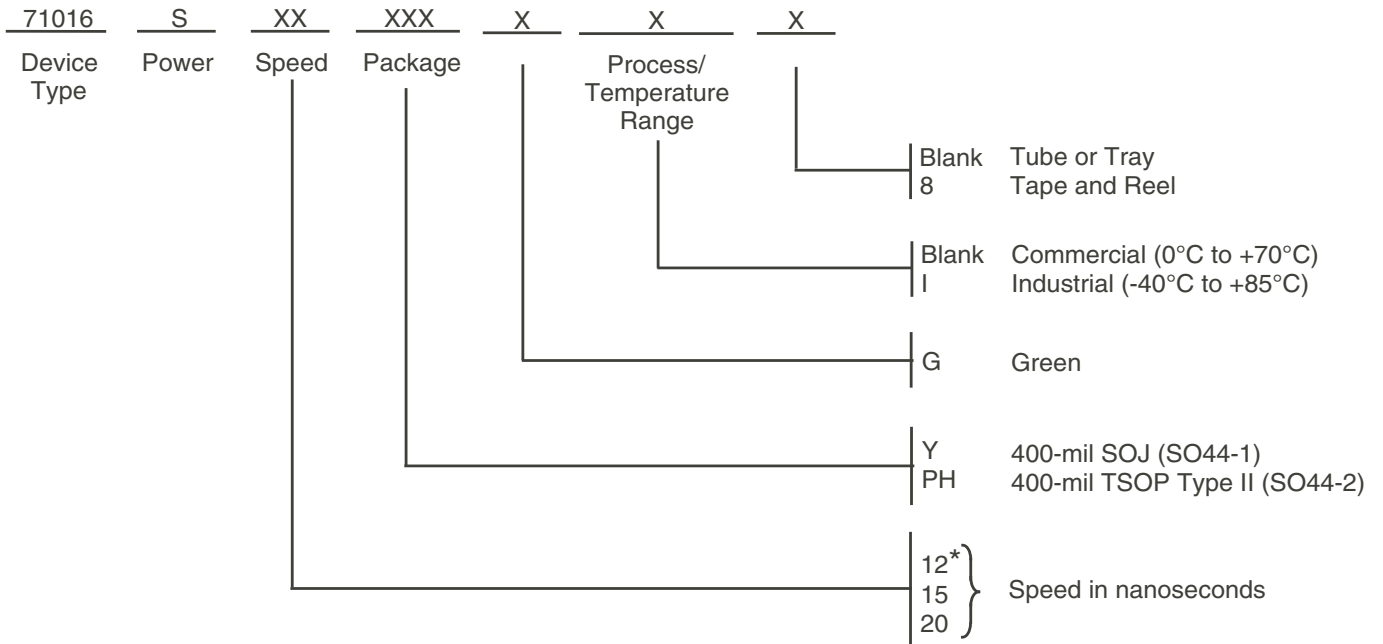 71016 S XX XXX X X X
Device Type Power Speed Package Process/ Temperature Range
Blank Tube or Tray
8 Tape and Reel
Blank Commercial (0°C to +70°C)
I Industrial (-40°C to +85°C)
G Green
Y 400-mil SOJ (SO44-1)
PH 400-mil TSOP Type II (SO44-2)
12*
15 Speed in nanoseconds
20